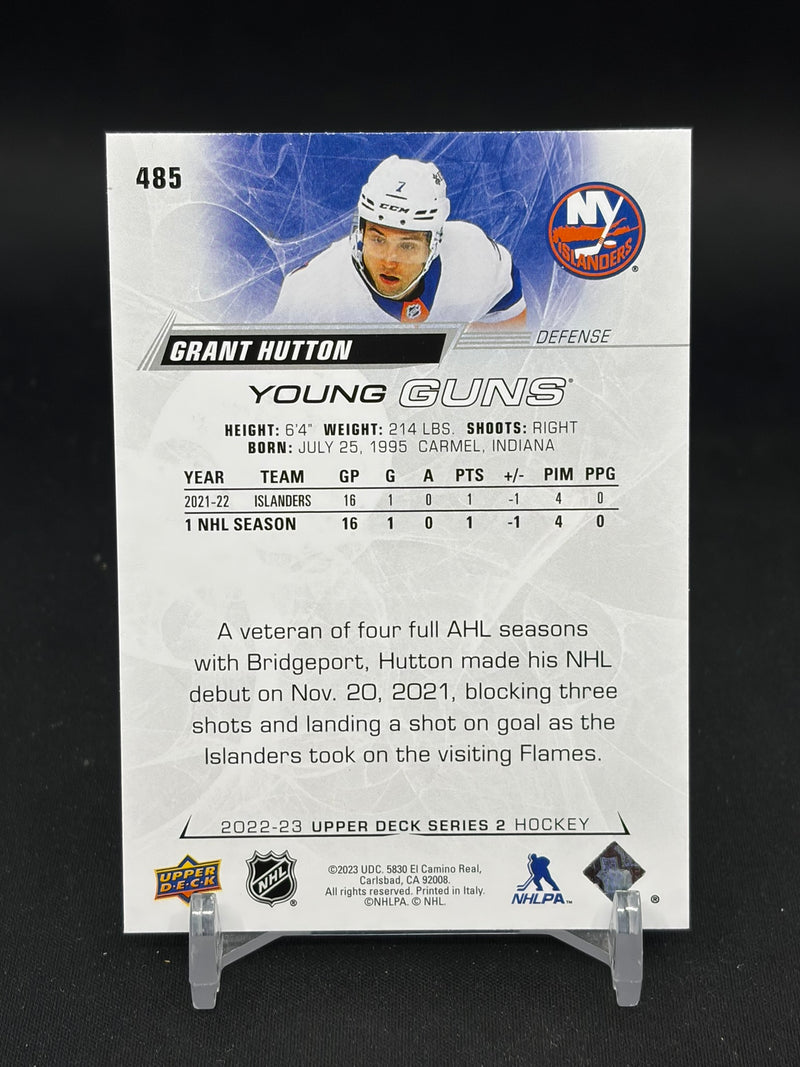 485
7
CCM
7
NY
ISLANDERS
®
GRANT HUTTON
DEFENSE
YOUNG GUNS®
HEIGHT: 6'4" WEIGHT: 214 LBS. SHOOTS: RIGHT
BORN: JULY 25, 1995 CARMEL, INDIANA
YEAR TEAM GP G A PTS +/- PIM PPG
2021-22 ISLANDERS 16 1 0 1 -1 4 0
1 NHL SEASON 16 1 0 1 -1 4 0
A veteran of four full AHL seasons
with Bridgeport, Hutton made his NHL
debut on Nov. 20, 2021, blocking three
shots and landing a shot on goal as the
Islanders took on the visiting Flames.
2022-23 UPPER DECK SERIES 2 HOCKEY
UPPER
DECK
NHL
®
©2023 UDC. 5830 El Camino Real,
Carlsbad, CA 92008.
All rights reserved. Printed in Italy.
©NHLPA. © NHL.
NHLPA™
®